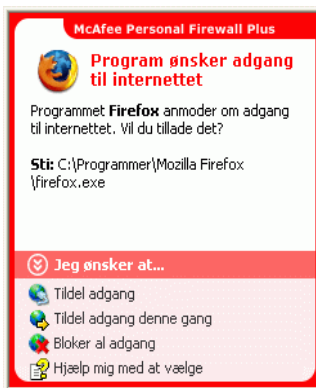 McAfee Personal Firewall Plus
Program ønsker adgang
til internettet
Programmet Firefox anmoder om adgang
til internettet. Vil du tillade det?
Sti: C:\Programmer\Mozilla Firefox
\firefox.exe
Jeg ønsker at...
Tildel adgang
Tildel adgang denne gang
Bloker al adgang
Hjælp mig med at vælge